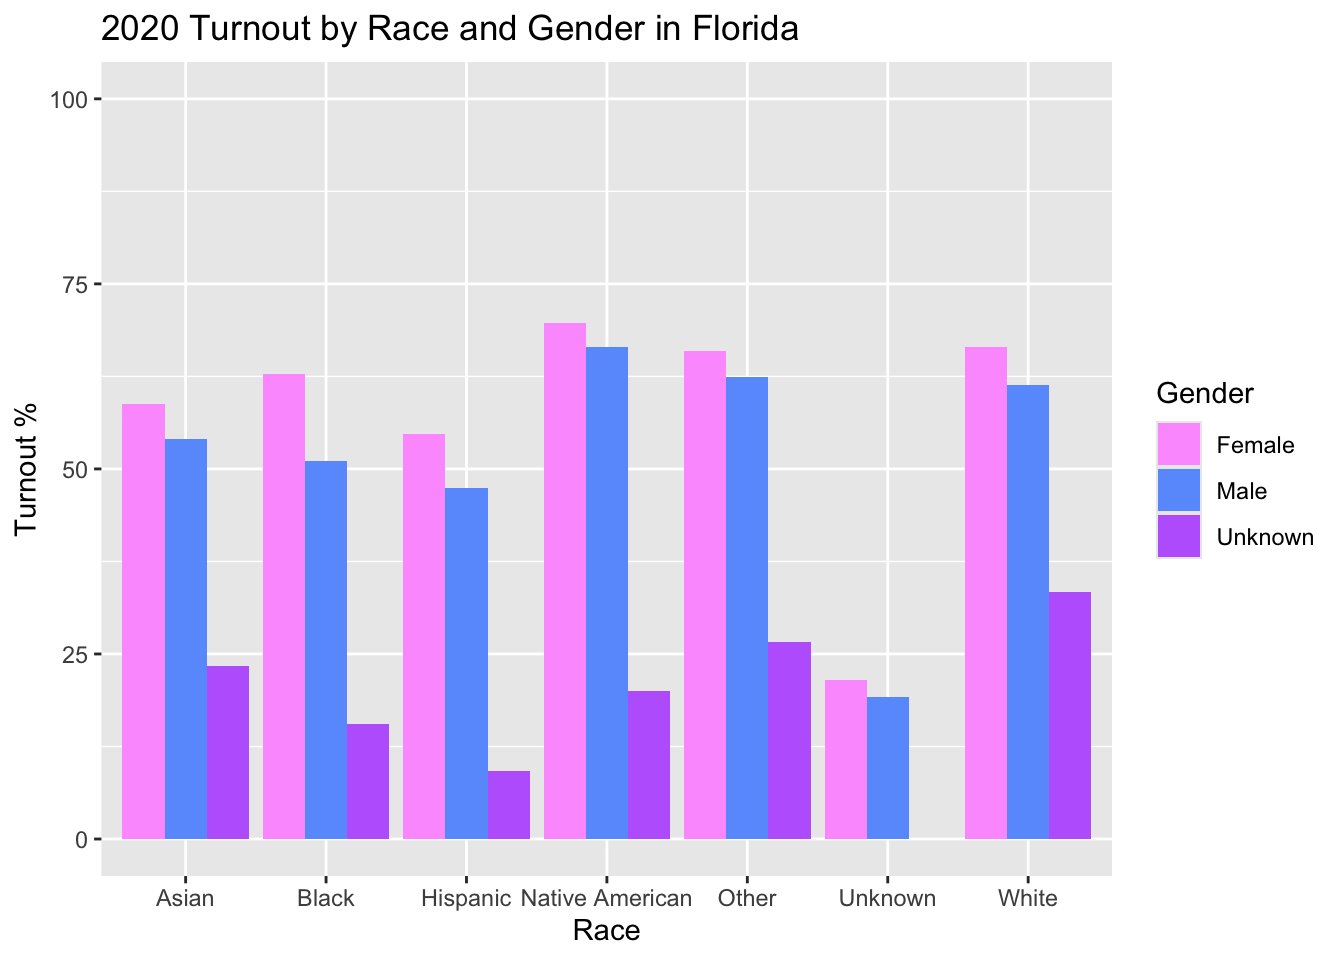 2020 Turnout by Race and Gender in Florida
100
75
50
25
0
Turnout %
Asian
Black
Hispanic
Native American
Other
Unknown
White
Race
Gender
Female
Male
Unknown